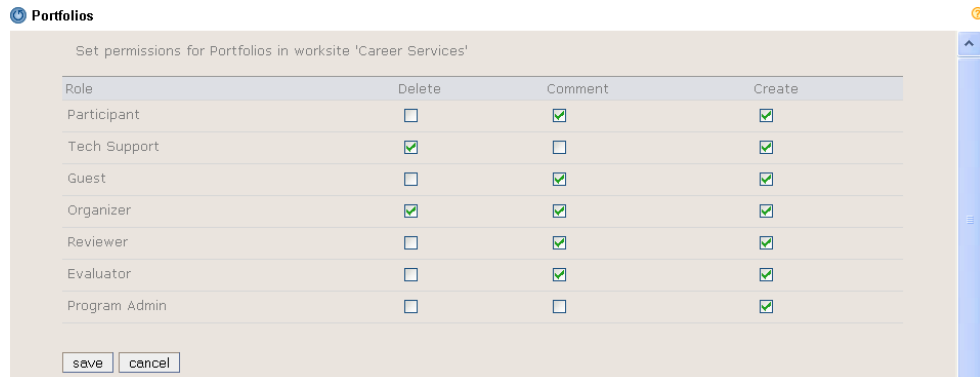 Portfolios
Set permissions for Portfolios in worksite 'Career Services'
Role Delete Comment Create
Participant
Tech Support
Guest
Organizer
Reviewer
Evaluator
Program Admin
save cancel